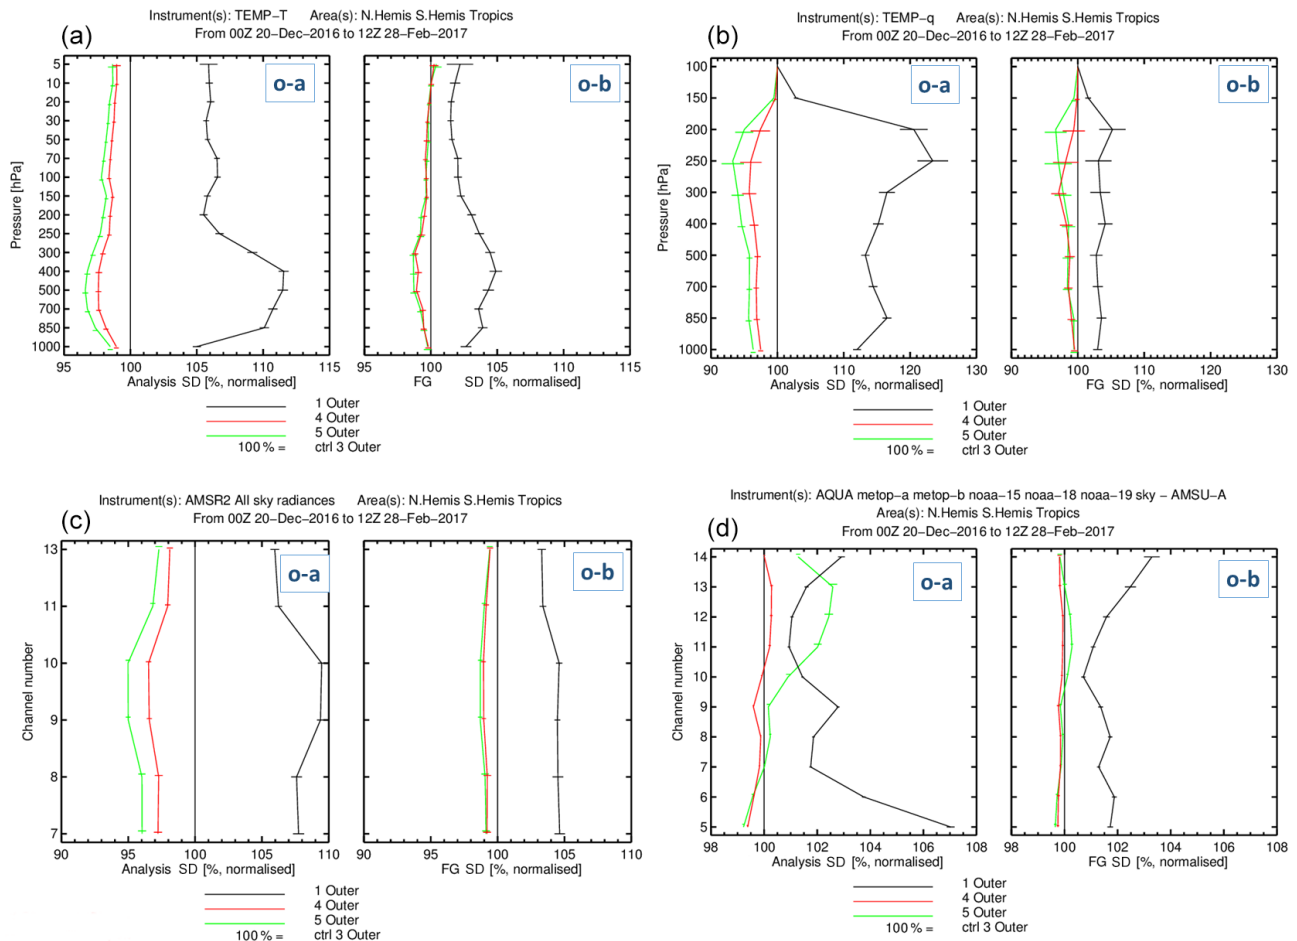 Instrument(s): TEMP−T Area(s): N.Hemis S.Hemis Tropics
(a)
From 00Z 20−Dec−2016 to 12Z 28−Feb−2017
o-a
o-b
Pressure [hPa]
5
10
20
30
50
70
100
150
200
250
300
400
500
700
850
1000
95 100 105 110 115
95 100 105 110 115
Analysis SD [%, normalised]
FG SD [%, normalised]
1 Outer
4 Outer
5 Outer
100 % = ctrl 3 Outer
Instrument(s): TEMP−q Area(s): N.Hemis S.Hemis Tropics
(b)
From 00Z 20−Dec−2016 to 12Z 28−Feb−2017
o-a
o-b
Pressure [hPa]
100
150
200
250
300
400
500
700
850
1000
90 100 110 120 130
90 100 110 120 130
Analysis SD [%, normalised]
FG SD [%, normalised]
1 Outer
4 Outer
5 Outer
100 % = ctrl 3 Outer
Instrument(s): AMSR2 All sky radiances Area(s): N.Hemis S.Hemis Tropics
(c)
From 00Z 20−Dec−2016 to 12Z 28−Feb−2017
o-a
o-b
Channel number
13
11
10
9
8
7
90 95 100 105 110
90 95 100 105 110
Analysis SD [%, normalised]
FG SD [%, normalised]
1 Outer
4 Outer
5 Outer
100 % = ctrl 3 Outer
Instrument(s): AQUA metop−a metop−b noaa−15 noaa−18 noaa−19 sky − AMSU−A
Area(s): N.Hemis S.Hemis Tropics
(d)
From 00Z 20−Dec−2016 to 12Z 28−Feb−2017
o-a
o-b
Channel number
14
13
12
11
10
9
8
7
6
5
98 100 102 104 106 108
98 100 102 104 106 108
Analysis SD [%, normalised]
FG SD [%, normalised]
1 Outer
4 Outer
5 Outer
100 % = ctrl 3 Outer